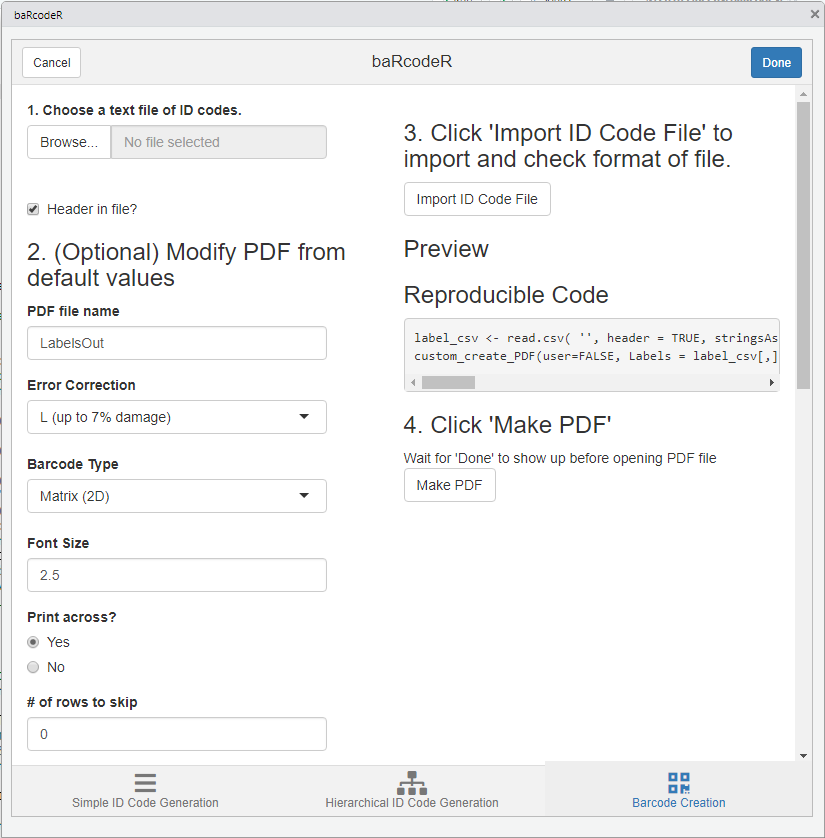 baRcodeR
Cancel
baRcodeR
Done
1. Choose a text file of ID codes.
Browse...
No file selected
Header in file?
2. (Optional) Modify PDF from
default values
PDF file name
LabelsOut
Error Correction
L (up to 7% damage)
Barcode Type
Matrix (2D)
Font Size
2.5
Print across?
Yes
No
# of rows to skip
0
3. Click 'Import ID Code File' to
import and check format of file.
Import ID Code File
Preview
Reproducible Code
label_csv <- read.csv( '', header = TRUE, stringsAs
custom_create_PDF(user=FALSE, Labels = label_csv[,]
4. Click 'Make PDF'
Wait for 'Done' to show up before opening PDF file
Make PDF
Simple ID Code Generation
Hierarchical ID Code Generation
Barcode Creation